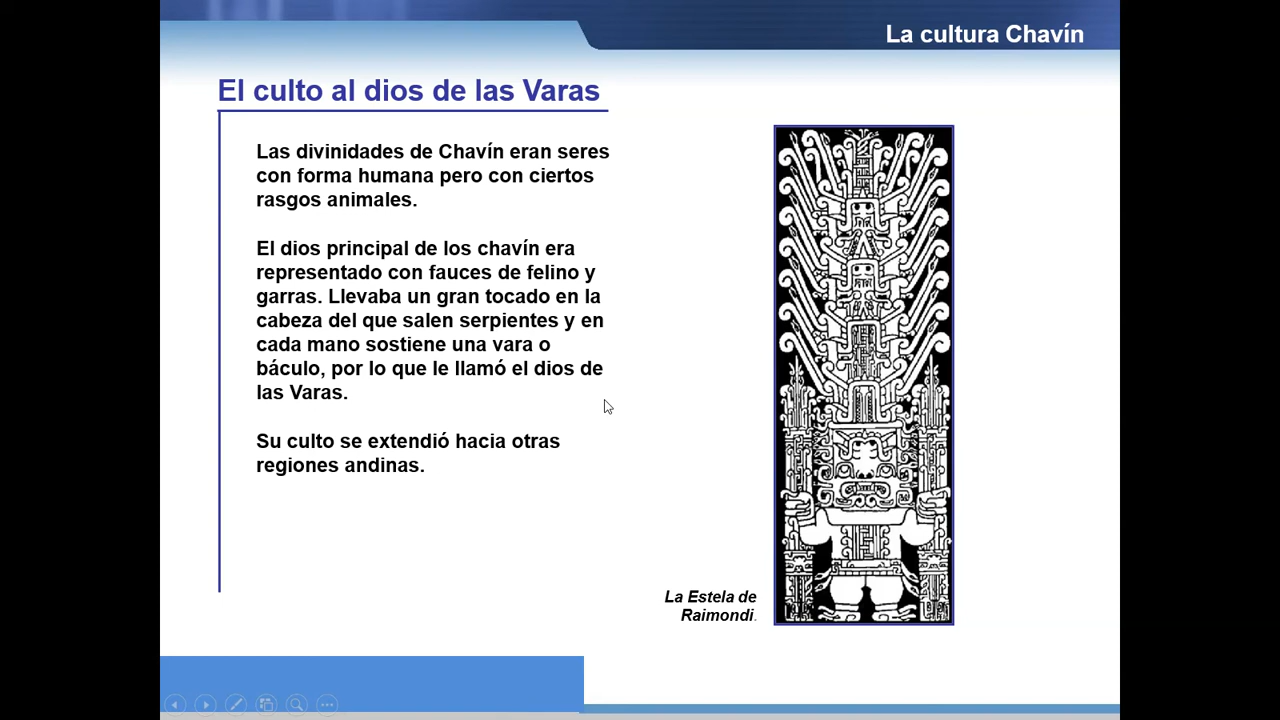 La cultura Chavín
El culto al dios de las Varas
Las divinidades de Chavín eran seres
con forma humana pero con ciertos
rasgos animales.
El dios principal de los chavín era
representado con fauces de felino y
garras. Llevaba un gran tocado en la
cabeza del que salen serpientes y en
cada mano sostiene una vara o
báculo, por lo que le llamó el dios de
las Varas.
Su culto se extendió hacia otras
regiones andinas.
La Estela de
Raimondi.